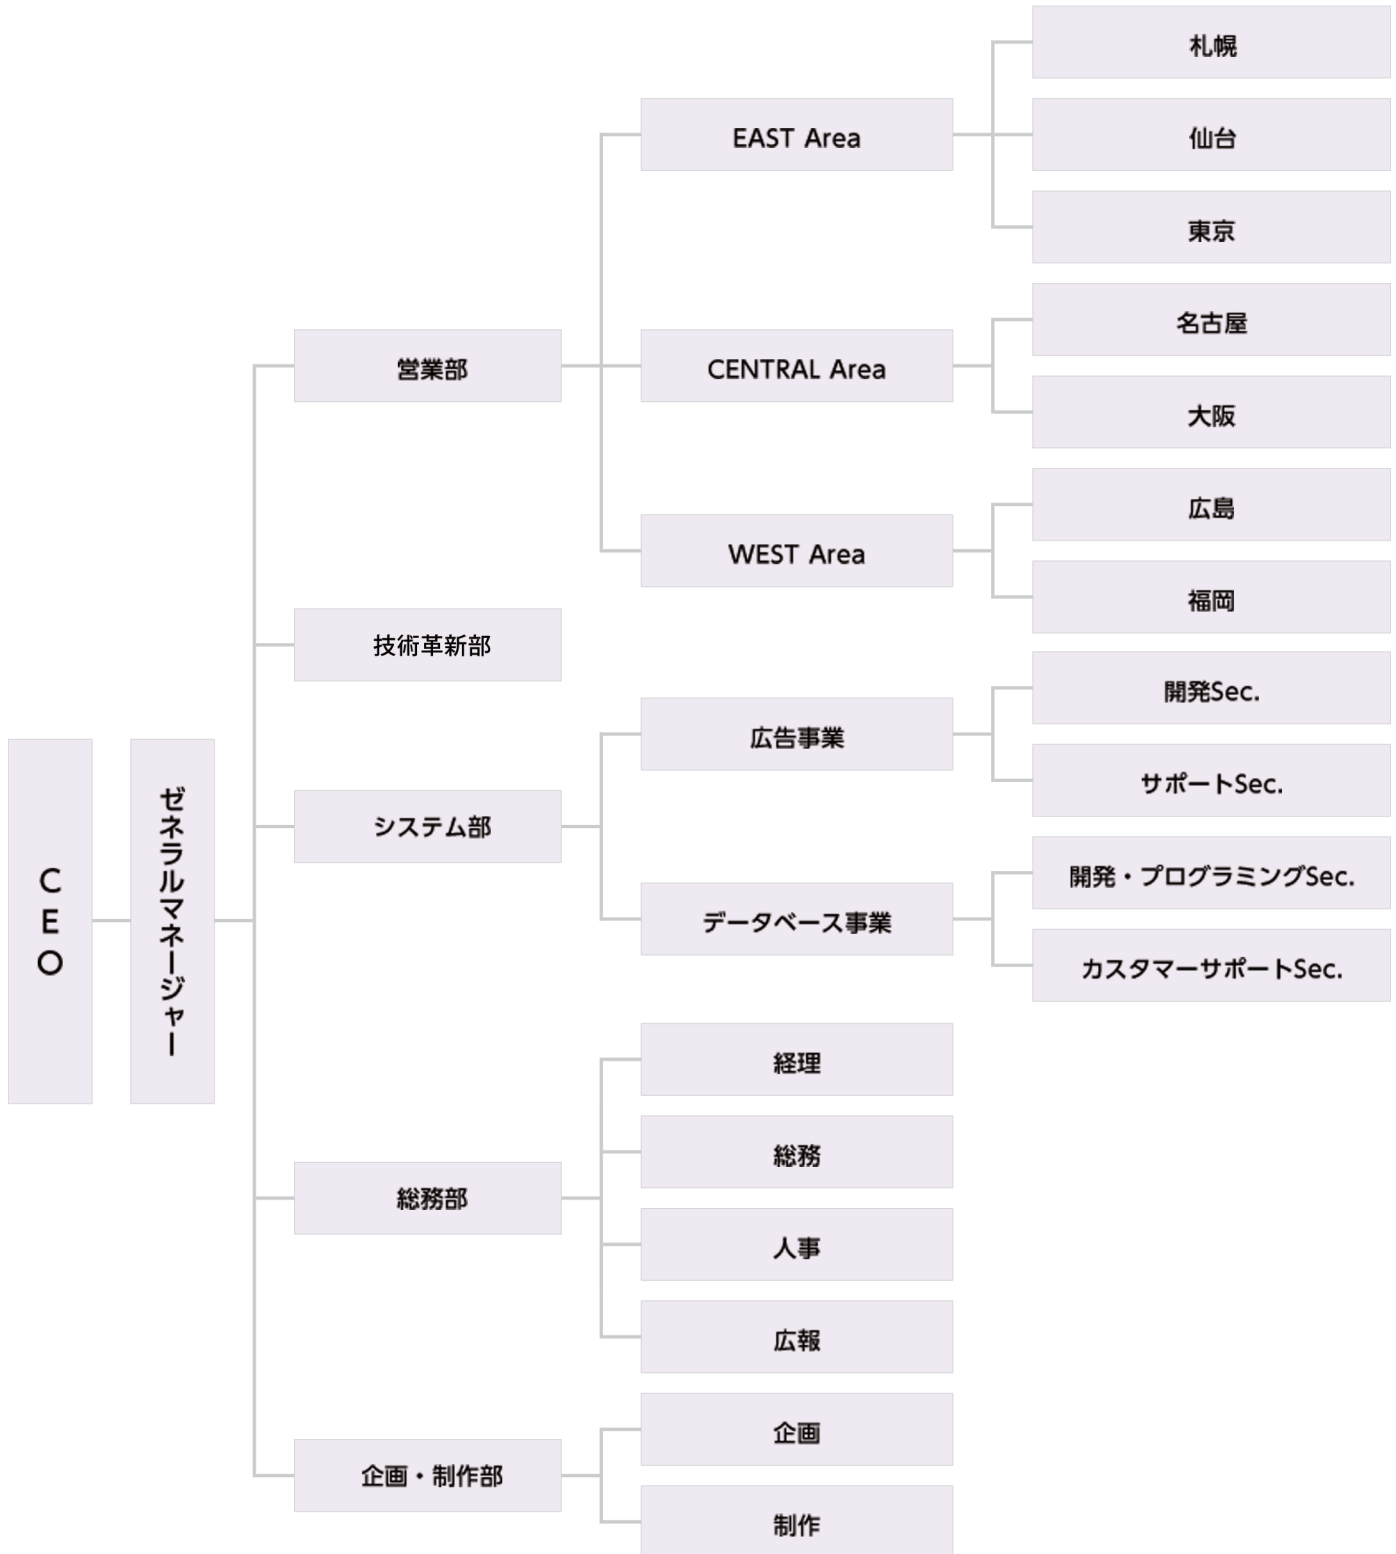 CEO
ゼネラルマネージャー
営業部
EAST Area
札幌
仙台
東京
CENTRAL Area
名古屋
大阪
WEST Area
広島
福岡
技術革新部
システム部
広告事業
開発Sec.
サポートSec.
データベース事業
開発・プログラミングSec.
カスタマーサポートSec.
総務部
経理
総務
人事
広報
企画・制作部
企画
制作